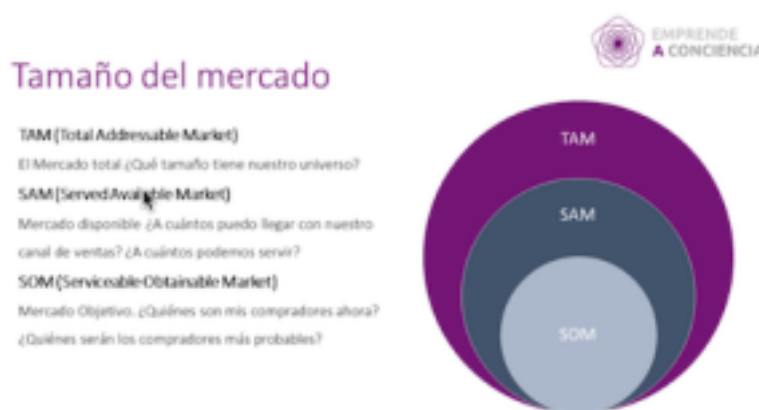 EMPRENDE
A CONCIENCIA
Tamaño del mercado
TAM (Total Addressable Market)
El Mercado total ¿Qué tamaño tiene nuestro universo?
SAM (Served Available Market)
Mercado disponible ¿A cuántos puedo llegar con nuestro
canal de ventas? ¿A cuántos podemos servir?
SOM (Serviceable Obtainable Market)
Mercado Objetivo. ¿Quiénes son mis compradores ahora?
¿Quiénes serán los compradores más probables?
TAM
SAM
SOM